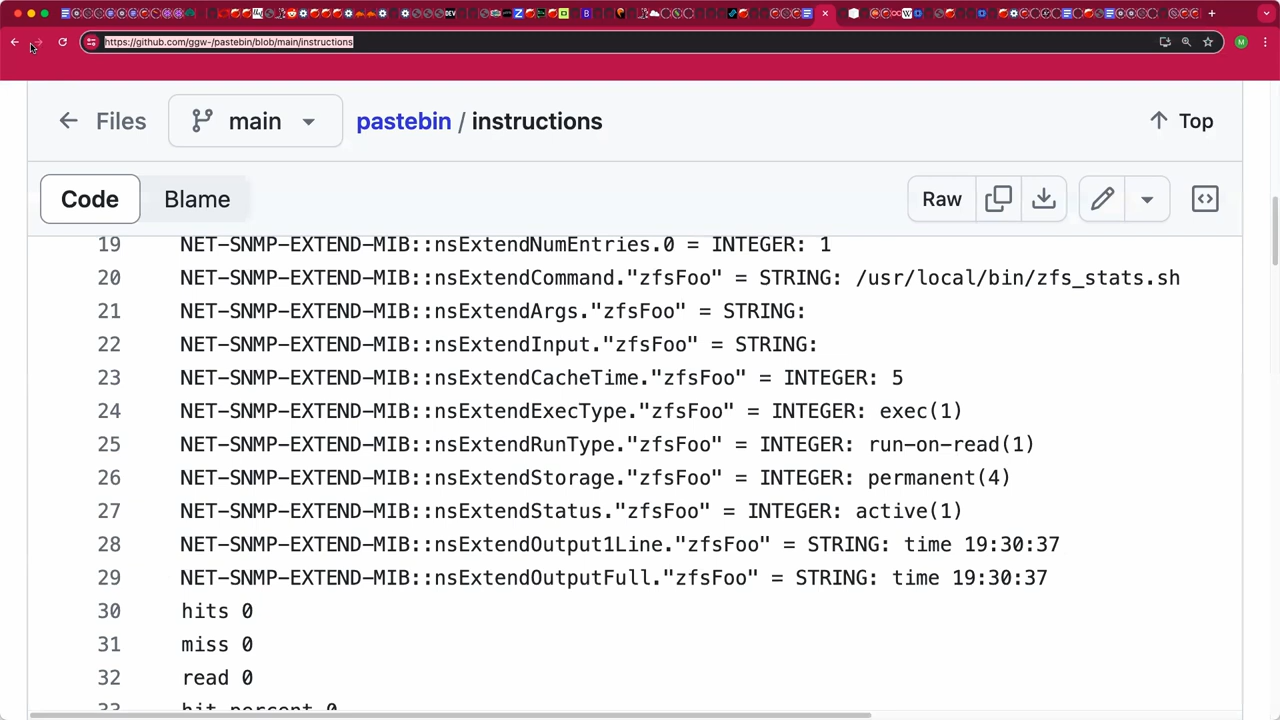 https://github.com/ggw-/pastebin/blob/main/instructions
M
Files
main
pastebin / instructions
Top
Code
Blame
Raw
19 NET-SNMP-EXTEND-MIB::nsExtendNumEntries.0 = INTEGER: 1
20 NET-SNMP-EXTEND-MIB::nsExtendCommand."zfsFoo" = STRING: /usr/local/bin/zfs_stats.sh
21 NET-SNMP-EXTEND-MIB::nsExtendArgs."zfsFoo" = STRING:
22 NET-SNMP-EXTEND-MIB::nsExtendInput."zfsFoo" = STRING:
23 NET-SNMP-EXTEND-MIB::nsExtendCacheTime."zfsFoo" = INTEGER: 5
24 NET-SNMP-EXTEND-MIB::nsExtendExecType."zfsFoo" = INTEGER: exec(1)
25 NET-SNMP-EXTEND-MIB::nsExtendRunType."zfsFoo" = INTEGER: run-on-read(1)
26 NET-SNMP-EXTEND-MIB::nsExtendStorage."zfsFoo" = INTEGER: permanent(4)
27 NET-SNMP-EXTEND-MIB::nsExtendStatus."zfsFoo" = INTEGER: active(1)
28 NET-SNMP-EXTEND-MIB::nsExtendOutput1Line."zfsFoo" = STRING: time 19:30:37
29 NET-SNMP-EXTEND-MIB::nsExtendOutputFull."zfsFoo" = STRING: time 19:30:37
30 hits 0
31 miss 0
32 read 0
33 hit percent 0